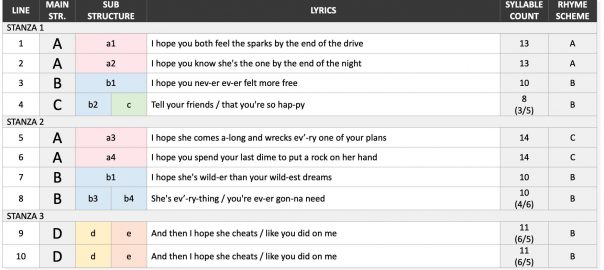 LINE MAIN STR. SUB STRUCTURE LYRICS SYLLABLE COUNT RHYME SCHEME
STANZA 1
1 A a1 I hope you both feel the sparks by the end of the drive 13 A
2 A a2 I hope you know she's the one by the end of the night 13 A
3 B b1 I hope you nev-er ev-er felt more free 10 B
4 C b2 c Tell your friends / that you're so hap-py 8 (3/5) B
STANZA 2
5 A a3 I hope she comes a-long and wrecks ev'-ry one of your plans 14 C
6 A a4 I hope you spend your last dime to put a rock on her hand 14 C
7 B b1 I hope she's wild-er than your wild-est dreams 10 B
8 B b3 b4 She's ev'-ry-thing / you're ev-er gon-na need 10 (4/6) B
STANZA 3
9 D d e And then I hope she cheats / like you did on me 11 (6/5) B
10 D d e And then I hope she cheats / like you did on me 11 (6/5) B